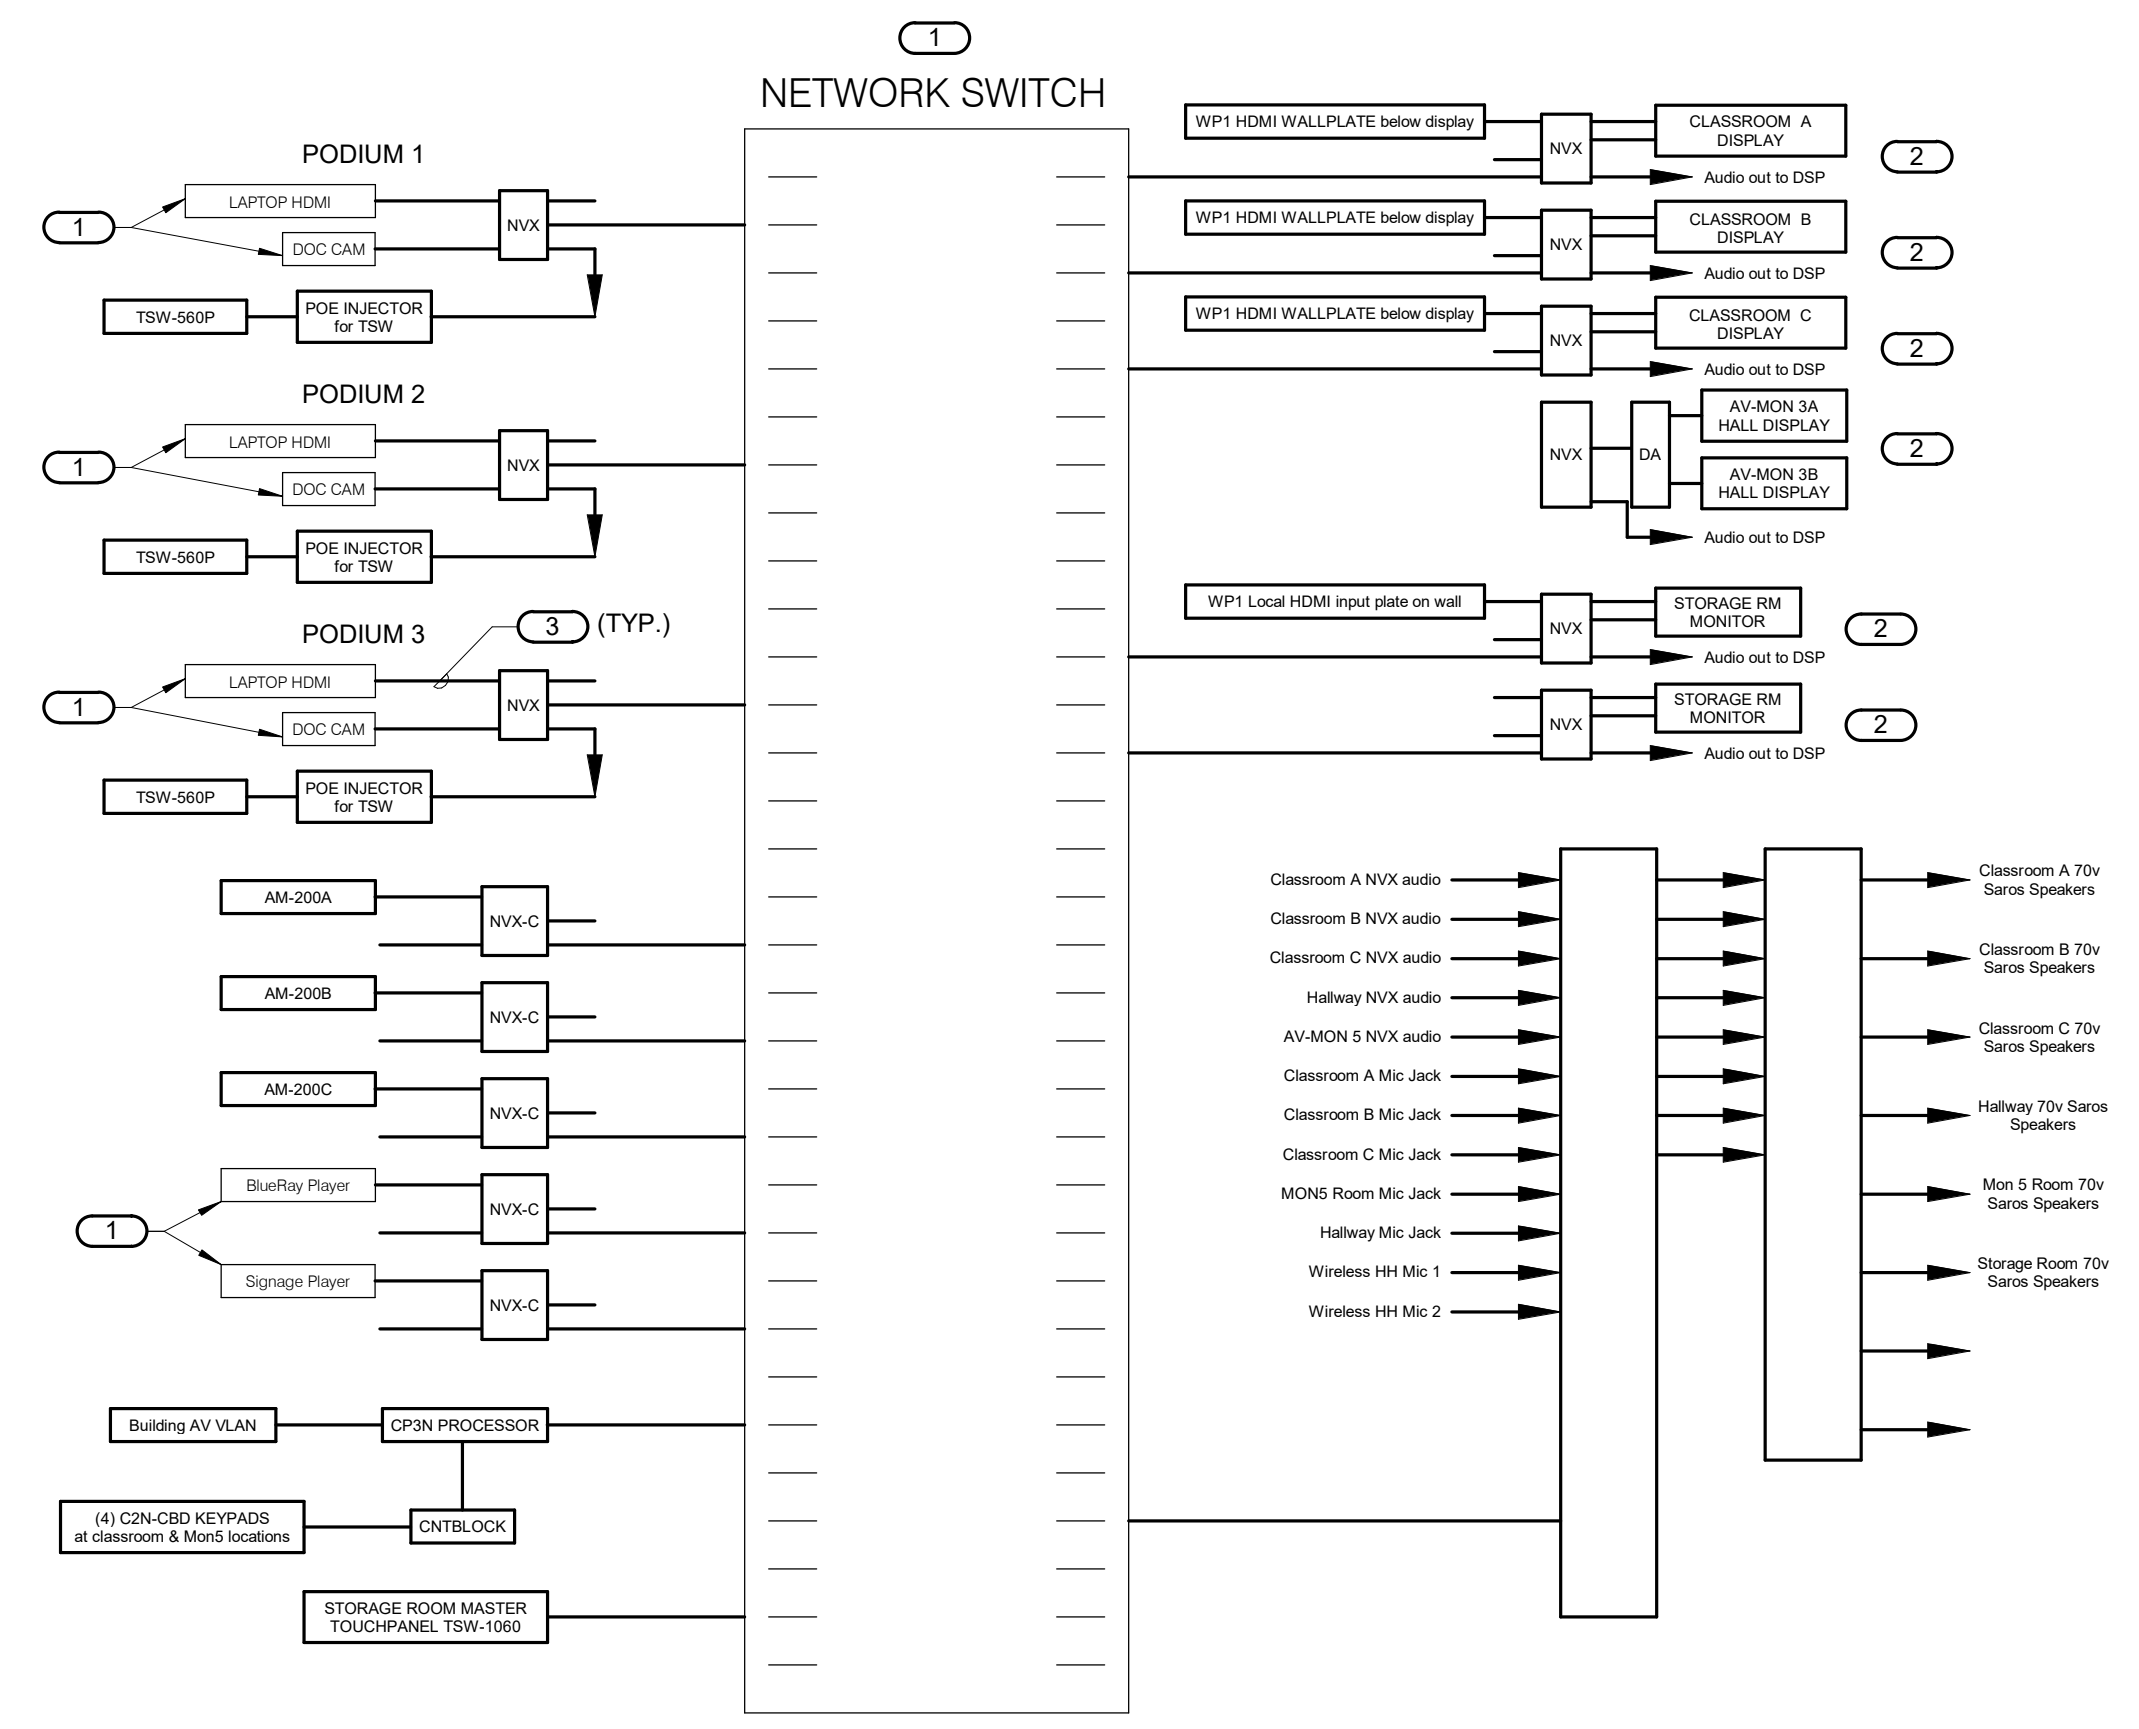 1
NETWORK SWITCH
PODIUM 1
1
LAPTOP HDMI
DOC CAM
NVX
TSW-560P
POE INJECTOR
for TSW
PODIUM 2
1
LAPTOP HDMI
DOC CAM
NVX
TSW-560P
POE INJECTOR
for TSW
3 (TYP.)
PODIUM 3
1
LAPTOP HDMI
DOC CAM
NVX
TSW-560P
POE INJECTOR
for TSW
AM-200A
NVX-C
AM-200B
NVX-C
AM-200C
NVX-C
BlueRay Player
NVX-C
1
Signage Player
NVX-C
Building AV VLAN
CP3N PROCESSOR
(4) C2N-CBD KEYPADS
at classroom & Mon5 locations
CNTBLOCK
STORAGE ROOM MASTER
TOUCHPANEL TSW-1060
WP1 HDMI WALLPLATE below display
NVX
CLASSROOM A
DISPLAY
2
Audio out to DSP
WP1 HDMI WALLPLATE below display
NVX
CLASSROOM B
DISPLAY
2
Audio out to DSP
WP1 HDMI WALLPLATE below display
NVX
CLASSROOM C
DISPLAY
2
Audio out to DSP
NVX
DA
AV-MON 3A
HALL DISPLAY
2
AV-MON 3B
HALL DISPLAY
Audio out to DSP
WP1 Local HDMI input plate on wall
NVX
STORAGE RM
MONITOR
2
Audio out to DSP
NVX
STORAGE RM
MONITOR
2
Audio out to DSP
Classroom A NVX audio
Classroom B NVX audio
Classroom C NVX audio
Hallway NVX audio
AV-MON 5 NVX audio
Classroom A Mic Jack
Classroom B Mic Jack
Classroom C Mic Jack
MON5 Room Mic Jack
Hallway Mic Jack
Wireless HH Mic 1
Wireless HH Mic 2
Classroom A 70v
Saros Speakers
Classroom B 70v
Saros Speakers
Classroom C 70v
Saros Speakers
Hallway 70v Saros
Speakers
Mon 5 Room 70v
Saros Speakers
Storage Room 70v
Saros Speakers